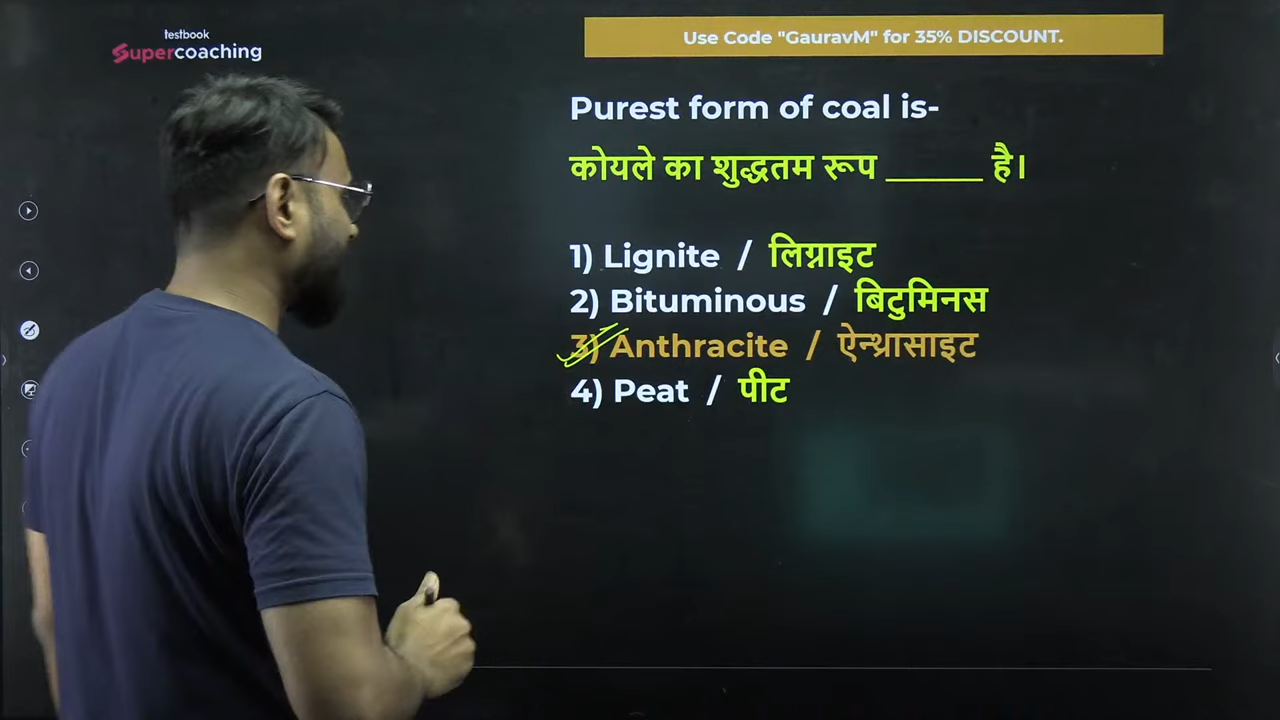 testbook
Supercoaching
Use Code "GauravM" for 35% DISCOUNT.
Purest form of coal is-
कोयले का शुद्धतम रूप ______ है।
1) Lignite / लिग्नाइट
2) Bituminous / बिटुमिनस
3) Anthracite / ऐन्थ्रासाइट
4) Peat / पीट